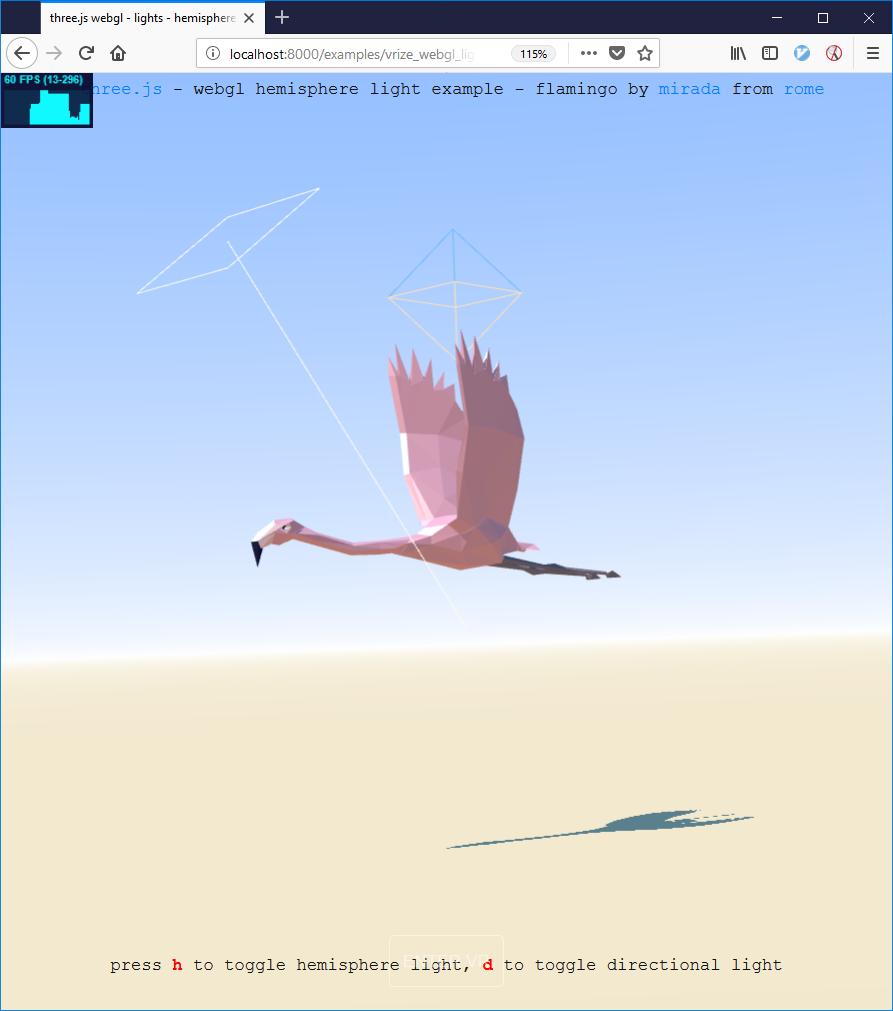 three.js webgl - lights - hemisphere
localhost:8000/examples/vrize_webgl_lig
115%
60 FPS (13-296)
hree.js - webgl hemisphere light example - flamingo by mirada from rome
press h to toggle hemisphere light, d to toggle directional light